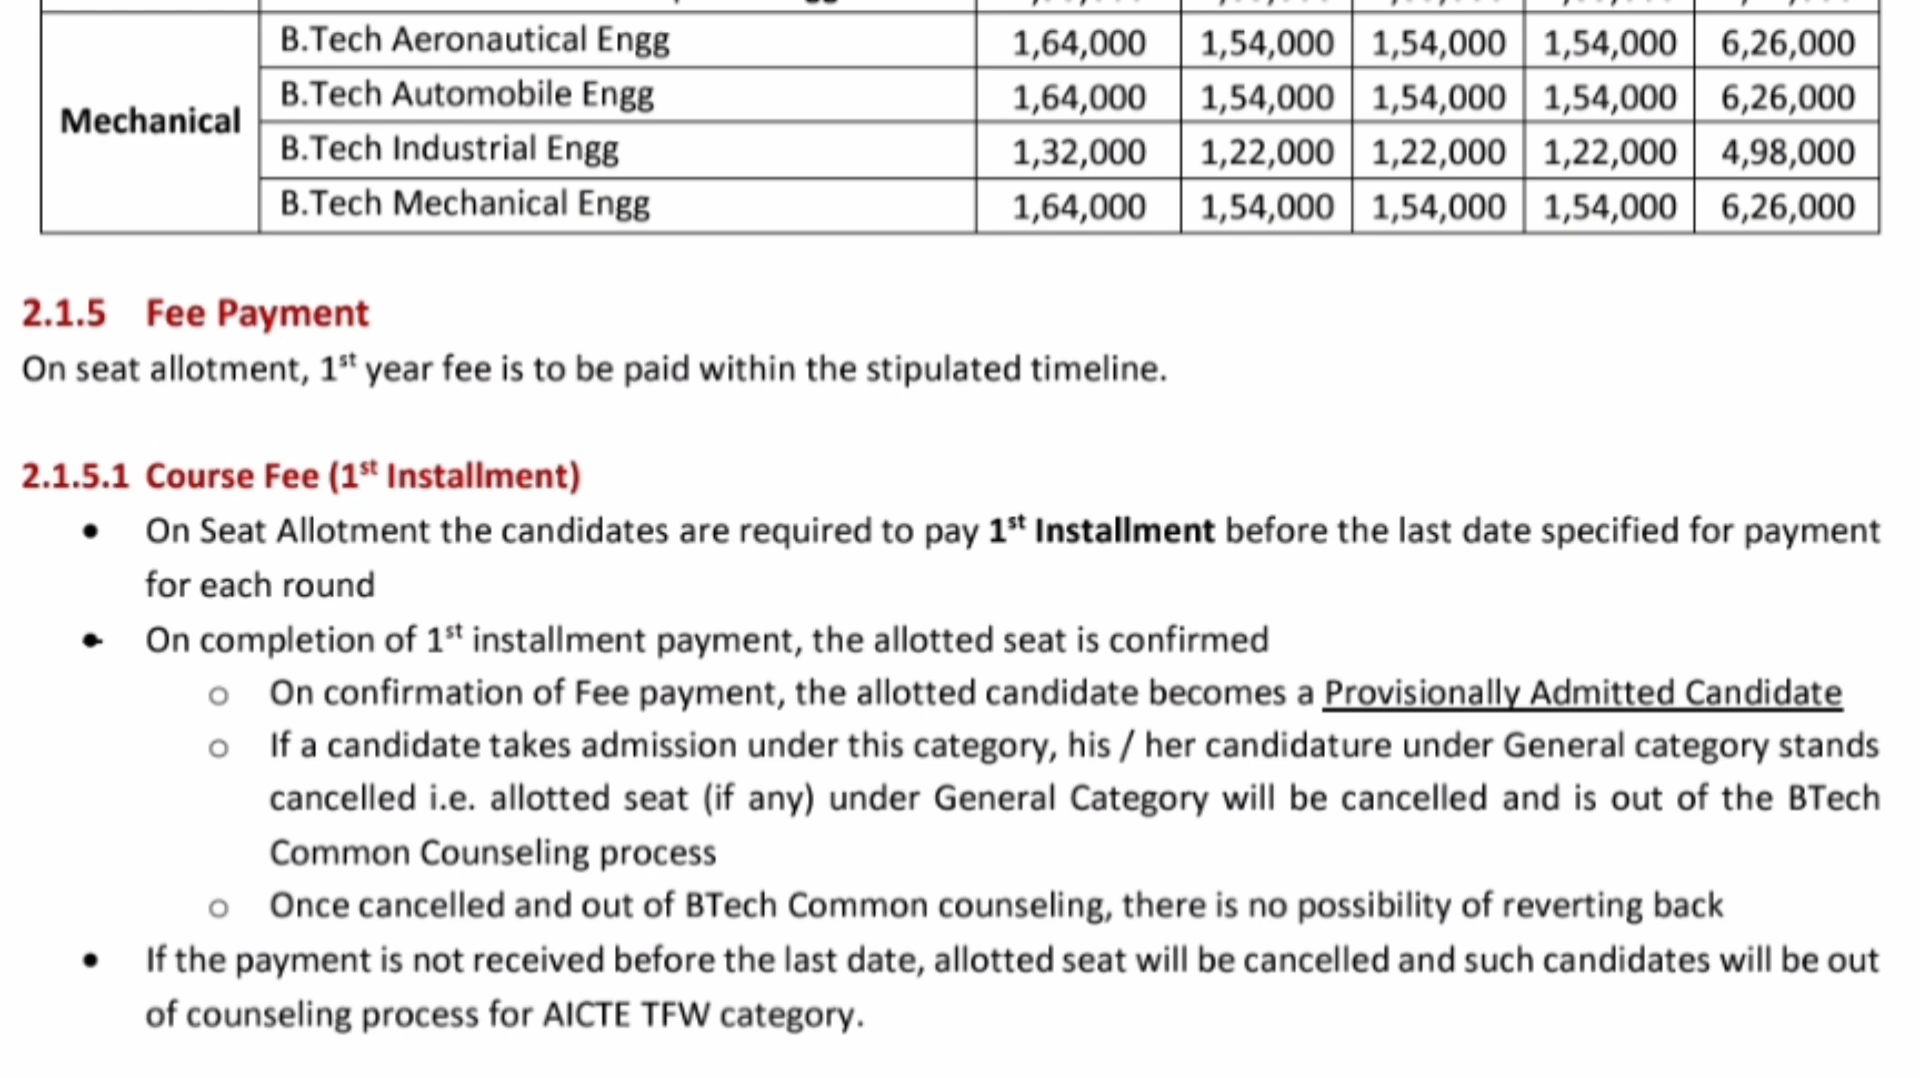 B.Tech Aeronautical Engg 1,64,000 1,54,000 1,54,000 1,54,000 6,26,000
B.Tech Automobile Engg 1,64,000 1,54,000 1,54,000 1,54,000 6,26,000
Mechanical
B.Tech Industrial Engg 1,32,000 1,22,000 1,22,000 1,22,000 4,98,000
B.Tech Mechanical Engg 1,64,000 1,54,000 1,54,000 1,54,000 6,26,000
2.1.5 Fee Payment
On seat allotment, 1st year fee is to be paid within the stipulated timeline.
2.1.5.1 Course Fee (1st Installment)
• On Seat Allotment the candidates are required to pay 1st Installment before the last date specified for payment
for each round
• On completion of 1st installment payment, the allotted seat is confirmed
o On confirmation of Fee payment, the allotted candidate becomes a Provisionally Admitted Candidate
o If a candidate takes admission under this category, his / her candidature under General category stands
cancelled i.e. allotted seat (if any) under General Category will be cancelled and is out of the BTech
Common Counseling process
o Once cancelled and out of BTech Common counseling, there is no possibility of reverting back
• If the payment is not received before the last date, allotted seat will be cancelled and such candidates will be out
of counseling process for AICTE TFW category.